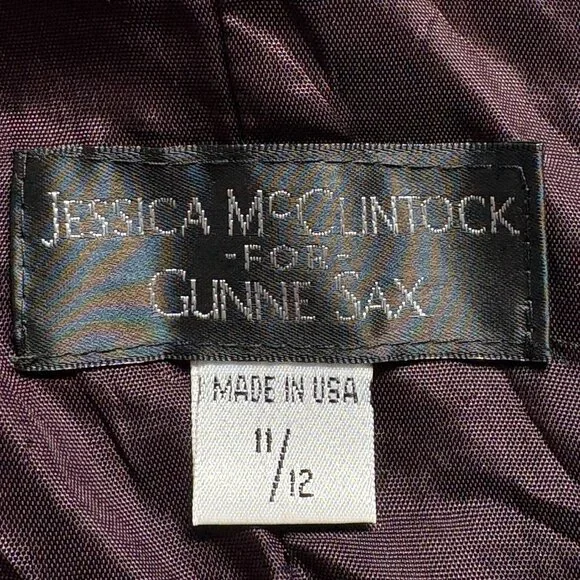 JESSICA MCCLINTOCK
-FOR-
GUNNE SAX
MADE IN USA
11/12